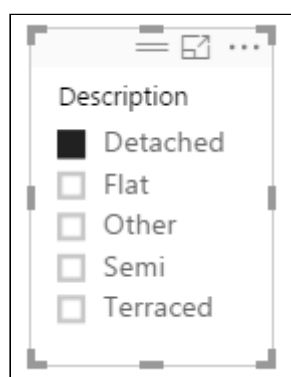 Description
Detached
Flat
Other
Semi
Terraced